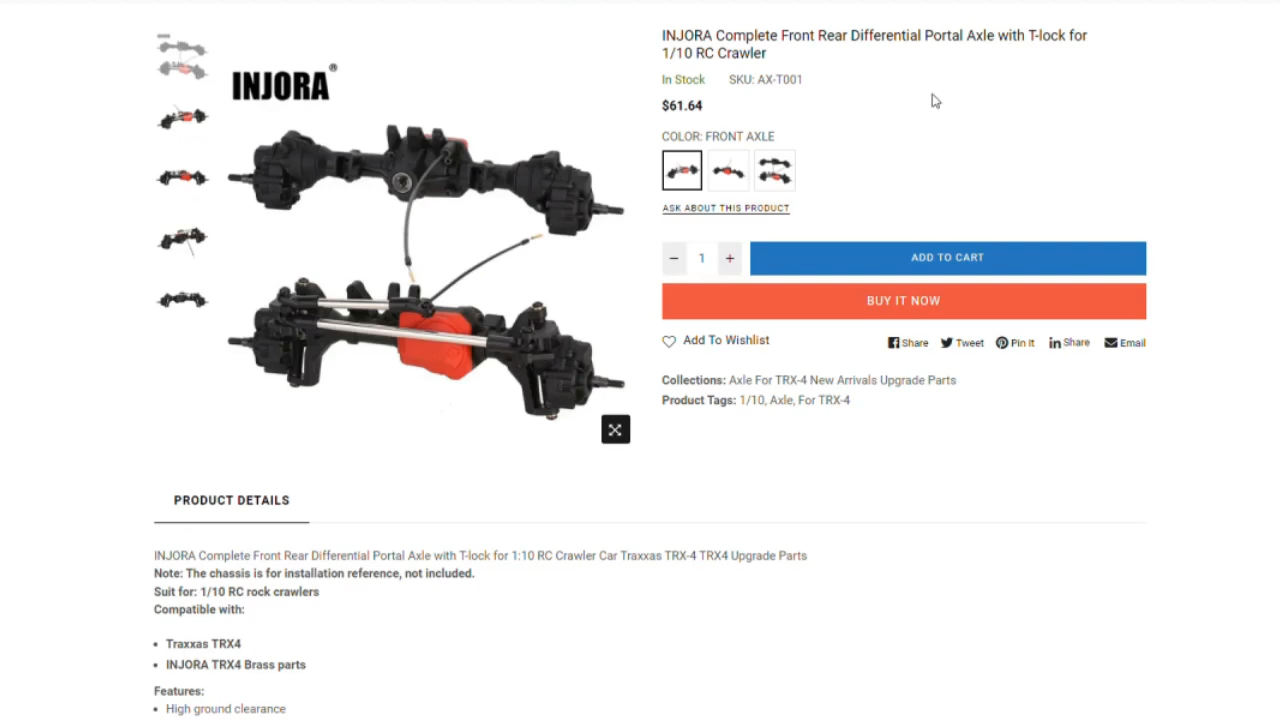 INJORA®
INJORA Complete Front Rear Differential Portal Axle with T-lock for
1/10 RC Crawler
In Stock SKU: AX-T001
$61.64
COLOR: FRONT AXLE
ASK ABOUT THIS PRODUCT
− 1 + ADD TO CART
BUY IT NOW
Add To Wishlist Share Tweet Pin It Share Email
Collections: Axle For TRX-4 New Arrivals Upgrade Parts
Product Tags: 1/10, Axle, For TRX-4
PRODUCT DETAILS
INJORA Complete Front Rear Differential Portal Axle with T-lock for 1:10 RC Crawler Car Traxxas TRX-4 TRX4 Upgrade Parts
Note: The chassis is for installation reference, not included.
Suit for: 1/10 RC rock crawlers
Compatible with:
• Traxxas TRX4
• INJORA TRX4 Brass parts
Features:
• High ground clearance